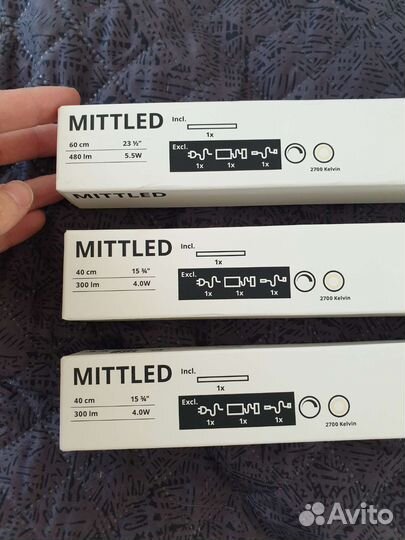 MITTLED
Incl.
1x
60 cm 23 ½"
480 lm 5.5W
Excl.
1x 1x 1x
2700 Kelvin
MITTLED
MITTLED
Incl.
1x
40 cm 15 ¾"
300 lm 4.0W
Excl.
1x 1x 1x
2700 Kelvin
MITTLED
Incl.
1x
40 cm 15 ¾"
300 lm 4.0W
Excl.
1x 1x 1x
2700 Kelvin
Avito